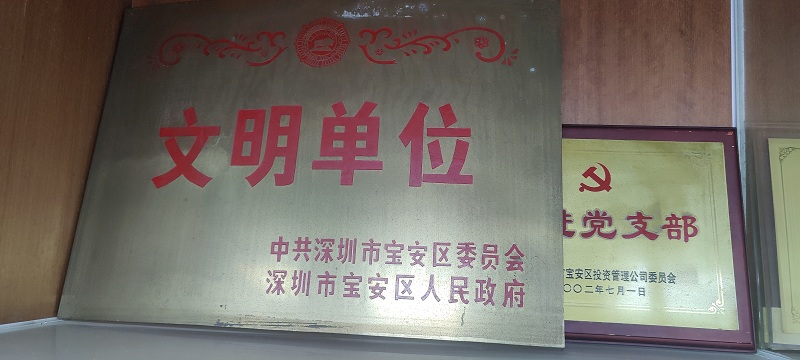 文明单位
中共深圳市宝安区委员会
深圳市宝安区人民政府
党支部
宝安区投资管理公司委员会
〇〇二年七月一日